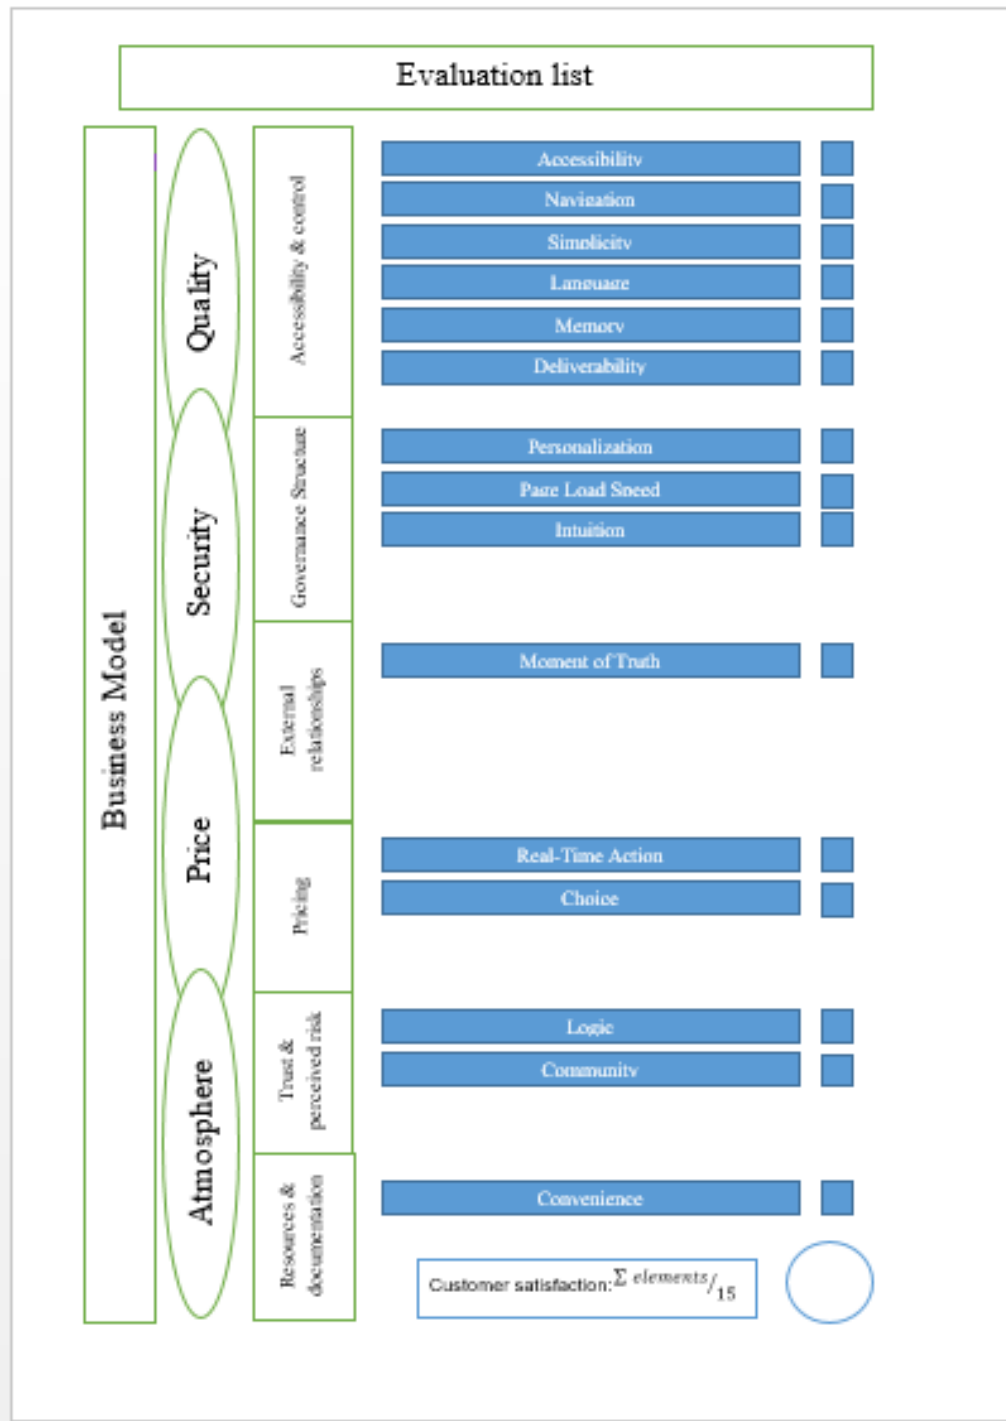 Evaluation list
Business Model
Quality
Security
Price
Atmosphere
Accessibility & control
Governance Structure
External
relationships
Pricing
Trust &
perceived risk
Resources &
documentation
Accessibility
Navigation
Simplicity
Language
Memory
Deliverability
Personalization
Page Load Speed
Intuition
Moment of Truth
Real-Time Action
Choice
Logic
Community
Convenience
Customer satisfaction: Σ elements/15